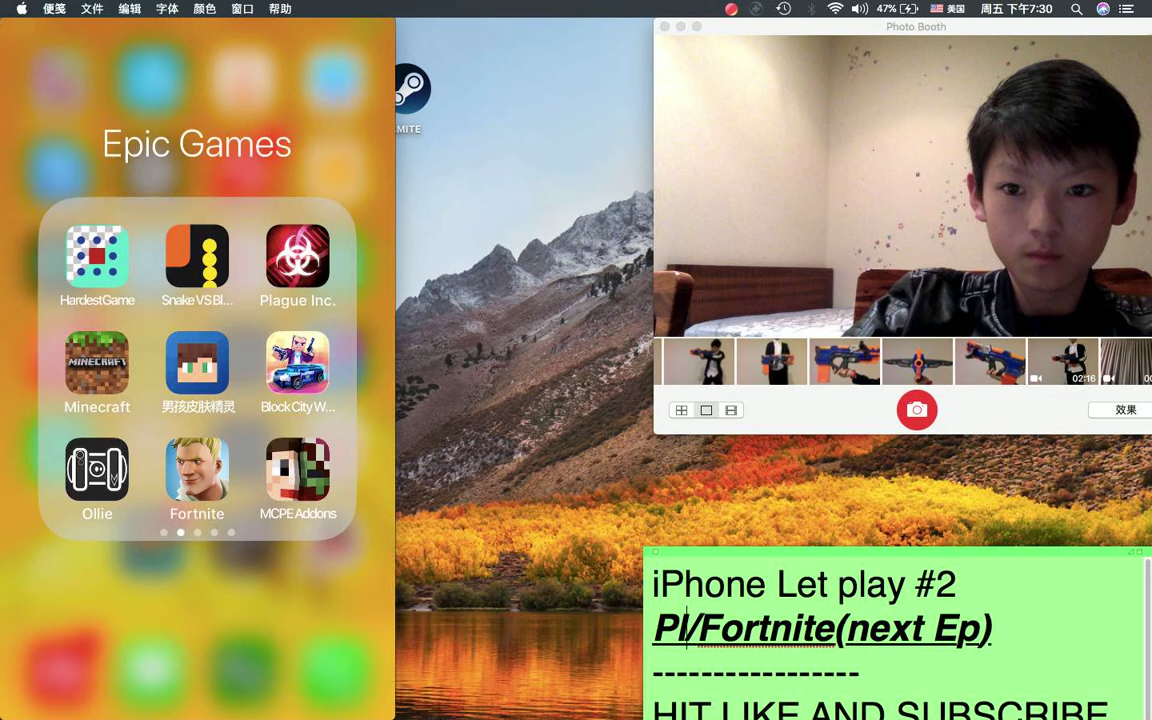 便笺 文件 编辑 字体 颜色 窗口 帮助 47% 美国 周五 下午7:30
Photo Booth
MITE
Epic Games
HardestGame Snake VS Bl... Plague Inc.
MINECRAFT
Minecraft 男孩皮肤精灵 Block City W...
Ollie Fortnite MCPE Addons
02:16 00
效果
iPhone Let play #2
Pl/Fortnite(next Ep)
-----------------
HIT LIKE AND SUBSCRIBE